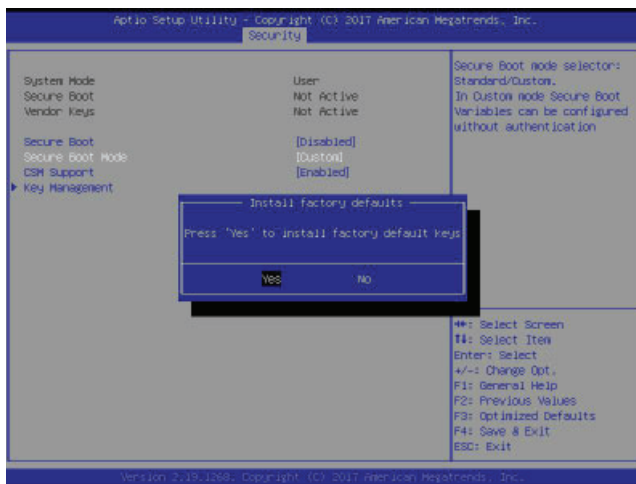 Aptio Setup Utility - Copyright (C) 2017 American Megatrends, Inc.
Security
System Mode User
Secure Boot Not Active
Vendor Keys Not Active
Secure Boot [Disabled]
Secure Boot Mode [Custom]
CSM Support [Enabled]
Key Management
Install factory defaults
Press 'Yes' to install factory default keys
Yes No
Secure Boot mode selector:
Standard/Custom.
In Custom mode Secure Boot
Variables can be configured
without authentication
: Select Screen
: Select Item
Enter: Select
+/-: Change Opt.
F1: General Help
F2: Previous Values
F3: Optimized Defaults
F4: Save & Exit
ESC: Exit
Version 2.19.1268. Copyright (C) 2017 American Megatrends, Inc.